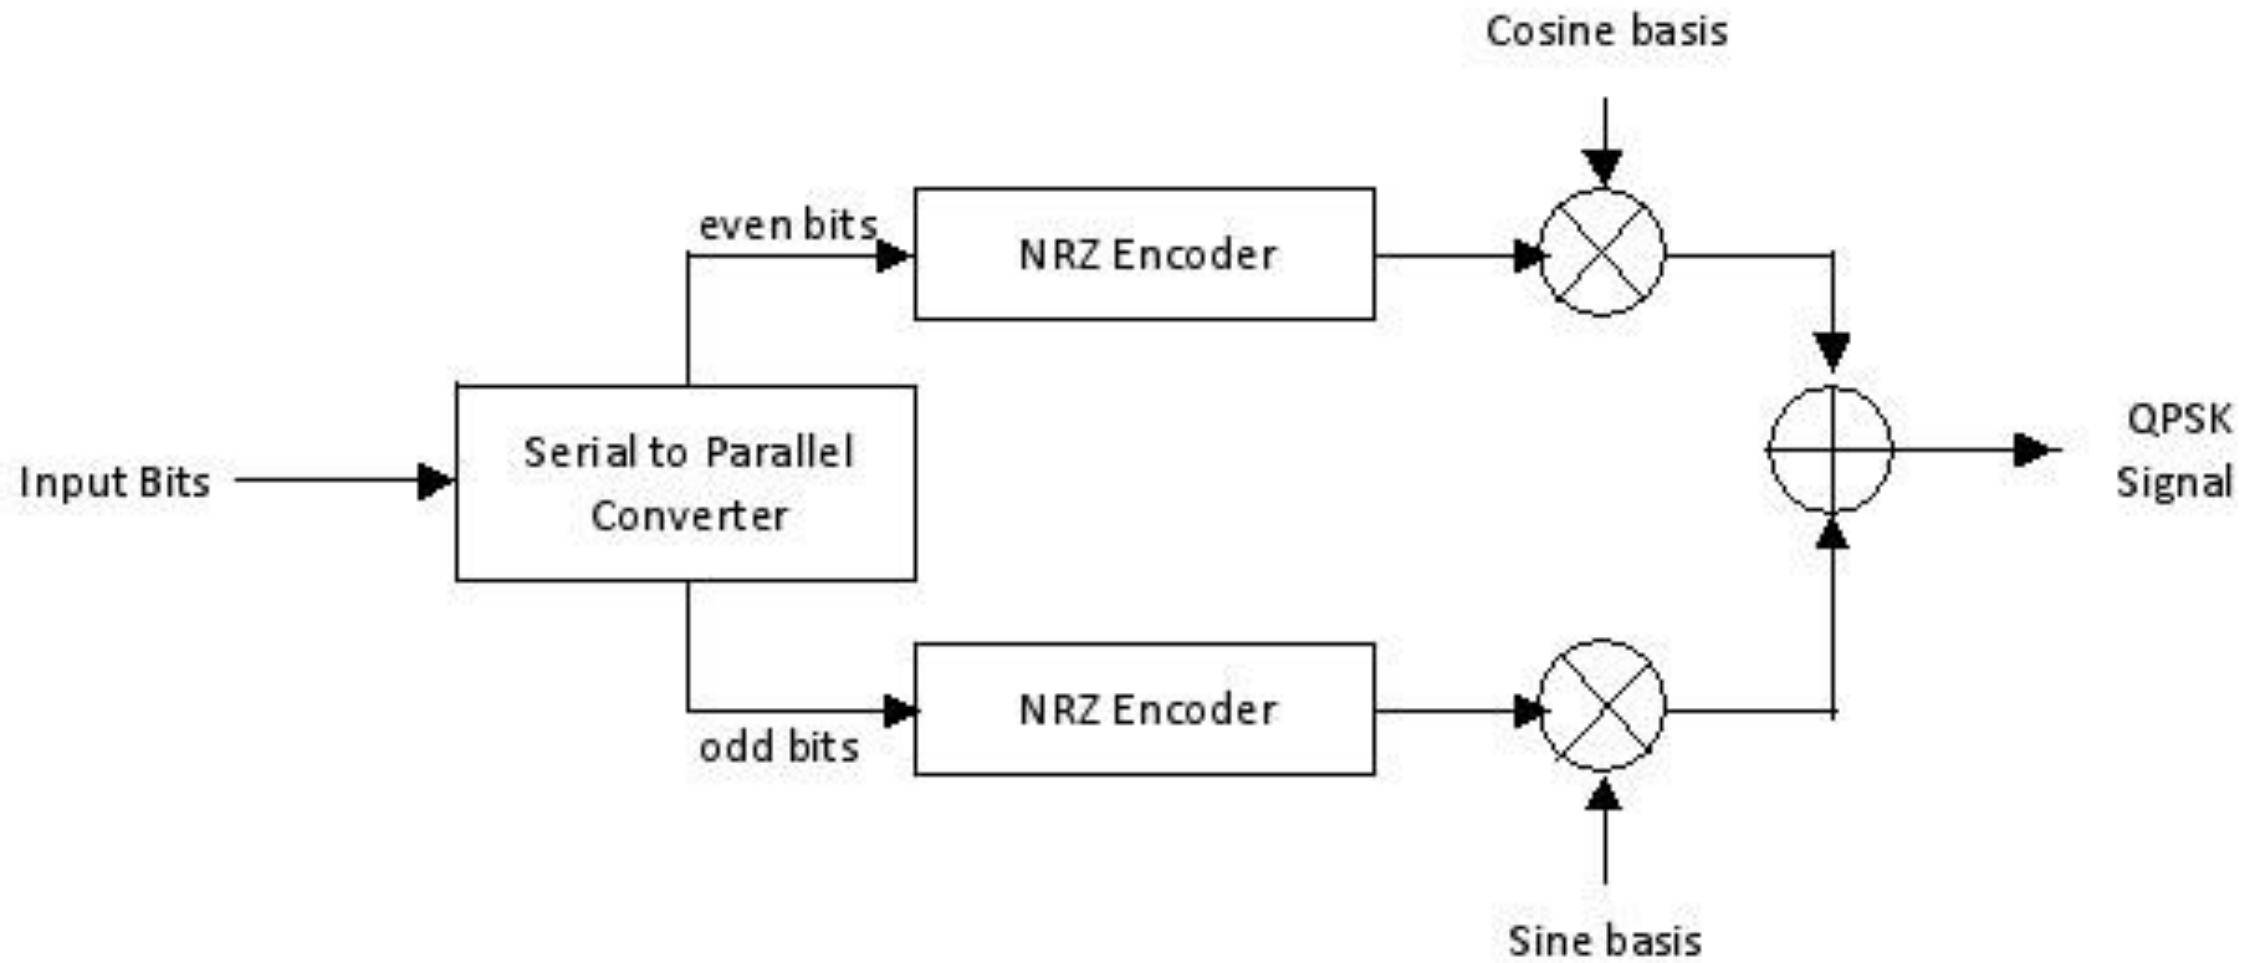 Cosine basis
even bits
NRZ Encoder
Input Bits
Serial to Parallel
Converter
QPSK
Signal
NRZ Encoder
odd bits
Sine basis